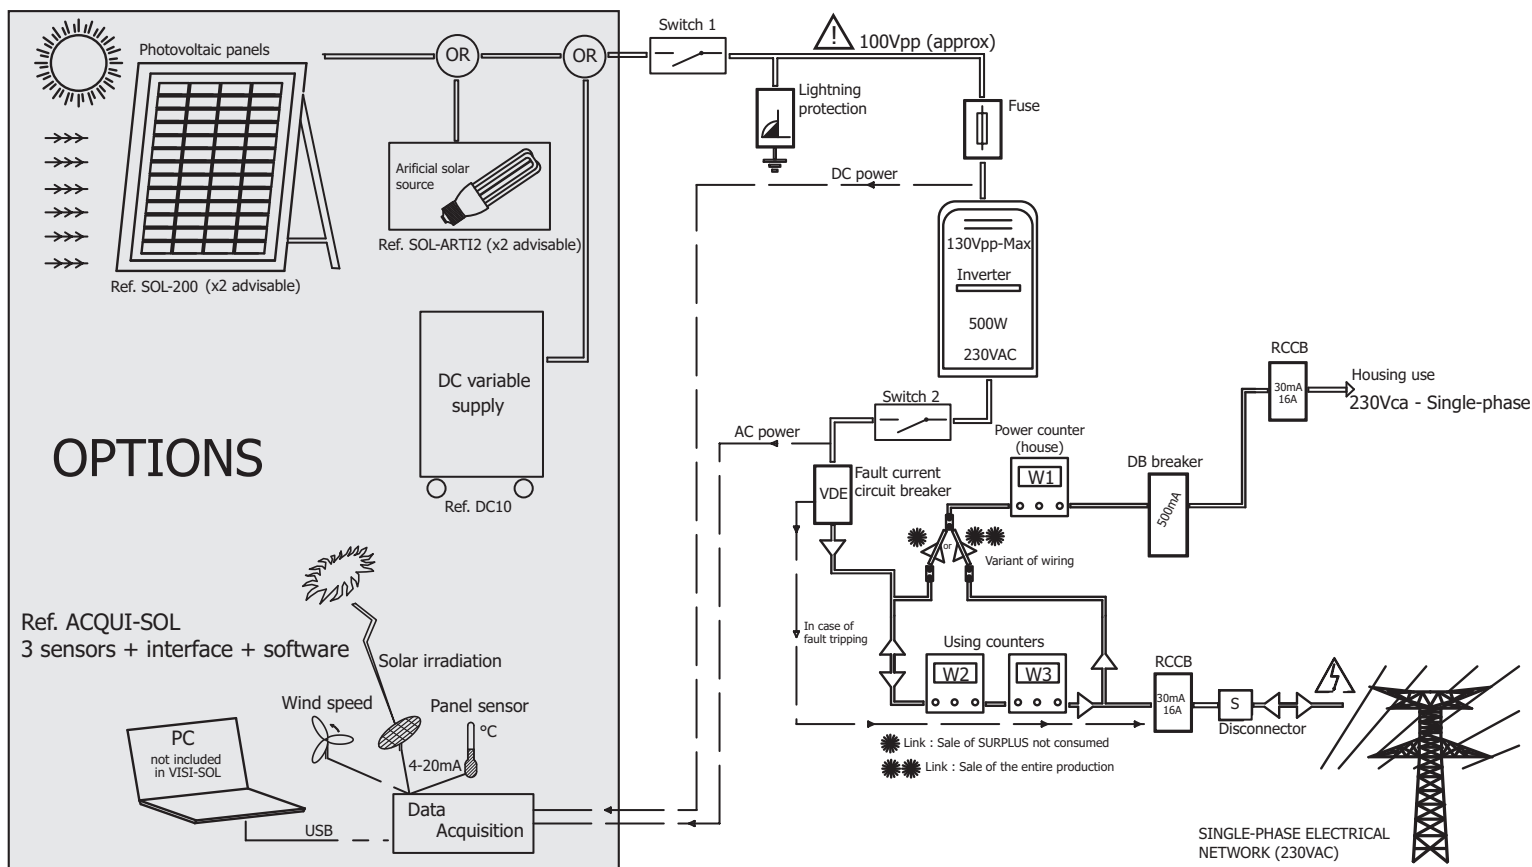 Switch 1
Photovoltaic panels
OR
OR
100Vpp (approx)
Lightning
protection
Fuse
Arificial solar
source
DC power
Ref. SOL-ARTI2 (x2 advisable)
Ref. SOL-200 (x2 advisable)
130Vpp-Max
Inverter
500W
230VAC
DC variable
supply
Ref. DC10
OPTIONS
RCCB
30mA
16A
Housing use
230Vca - Single-phase
Switch 2
AC power
Power counter
(house)
W1
DB breaker
500mA
Fault current
circuit breaker
VDE
or
Variant of wiring
In case of
fault tripping
Using counters
W2
W3
RCCB
30mA
16A
S
Disconnector
Ref. ACQUI-SOL
3 sensors + interface + software
Solar irradiation
Wind speed
Panel sensor
°C
4-20mA
PC
not included
in VISI-SOL
USB
Data
Acquisition
Link : Sale of SURPLUS not consumed
Link : Sale of the entire production
SINGLE-PHASE ELECTRICAL
NETWORK (230VAC)